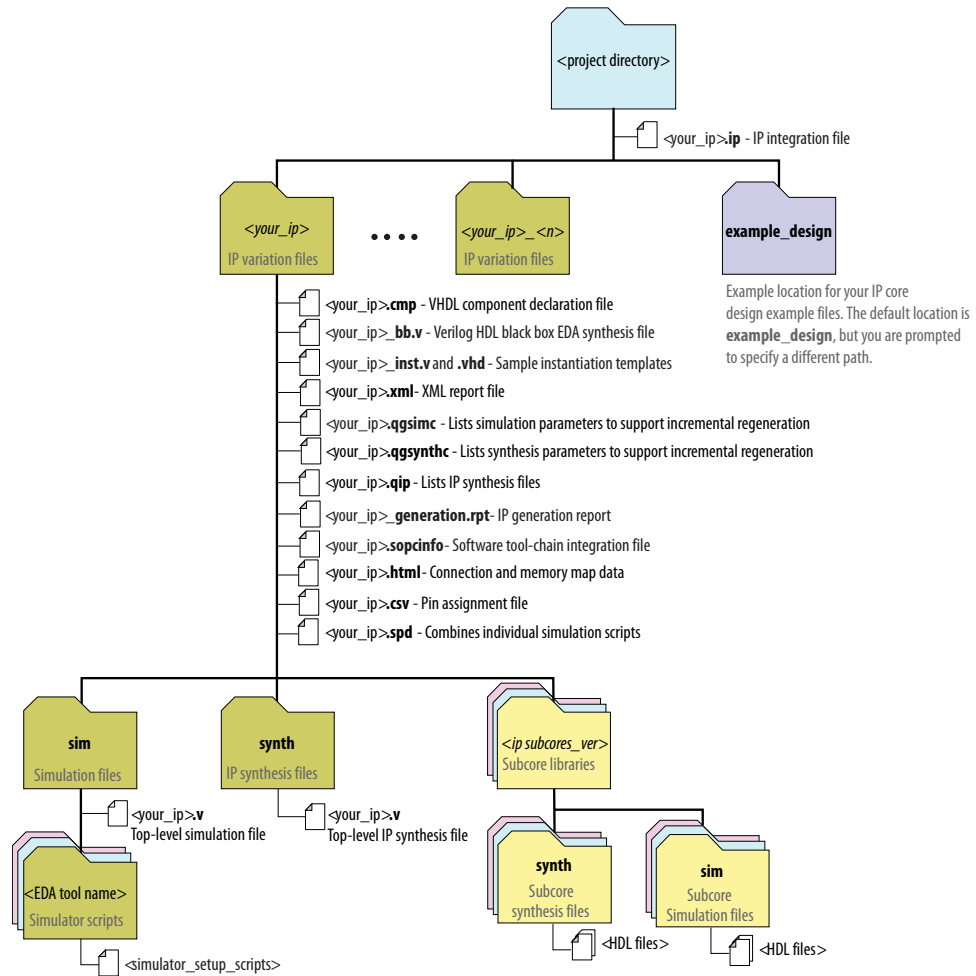 <project directory>
<your_ip>.ip - IP integration file
<your_ip>
IP variation files
....
<your_ip>_<n>
IP variation files
example_design
Example location for your IP core
design example files. The default location is
example_design, but you are prompted
to specify a different path.
<your_ip>.cmp - VHDL component declaration file
<your_ip>_bb.v - Verilog HDL black box EDA synthesis file
<your_ip>_inst.v and .vhd - Sample instantiation templates
<your_ip>.xml- XML report file
<your_ip>.qgsimc - Lists simulation parameters to support incremental regeneration
<your_ip>.qgsynthc - Lists synthesis parameters to support incremental regeneration
<your_ip>.qip - Lists IP synthesis files
<your_ip>_generation.rpt- IP generation report
<your_ip>.sopcinfo- Software tool-chain integration file
<your_ip>.html- Connection and memory map data
<your_ip>.csv - Pin assignment file
<your_ip>.spd - Combines individual simulation scripts
sim
Simulation files
synth
IP synthesis files
<ip subcores_ver>
Subcore libraries
<your_ip>.v
Top-level simulation file
<your_ip>.v
Top-level IP synthesis file
<EDA tool name>
Simulator scripts
<simulator_setup_scripts>
synth
Subcore
synthesis files
<HDL files>
sim
Subcore
Simulation files
<HDL files>